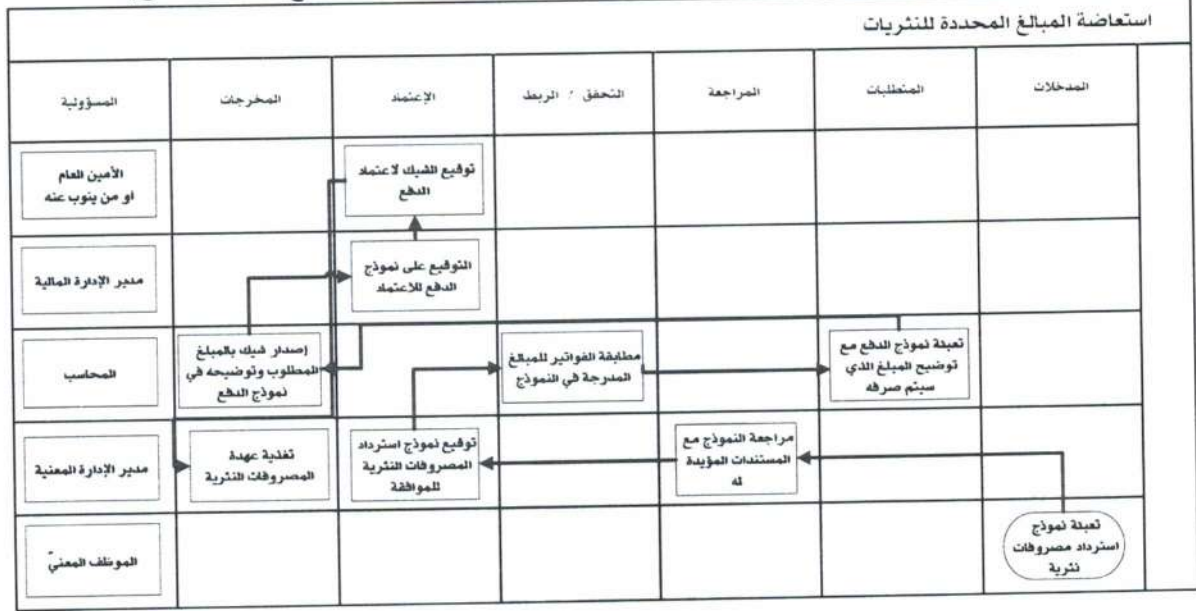 استعاضة المبالغ المحددة للنثريات
المدخلات
المتطلبات
المراجعة
التحقق / الربط
الإعتماد
المخرجات
المسؤولية
توقيع الشيك لاعتماد
الدفع
الأمين العام
او من ينوب عنه
التوقيع على نموذج
الدفع للاعتماد
مدير الإدارة المالية
تعبئة نموذج الدفع مع
توضيح المبلغ الذي
سيتم صرفه
مطابقة الفواتير للمبالغ
المدرجة في النموذج
إصدار شيك بالمبلغ
المطلوب وتوضيحه في
نموذج الدفع
المحاسب
مراجعة النموذج مع
المستندات المؤيدة
له
توقيع نموذج استرداد
المصروفات النثرية
للموافقة
تغذية عهدة
المصروفات النثرية
مدير الإدارة المعنية
تعبئة نموذج
استرداد مصروفات
نثرية
الموظف المعنيّ